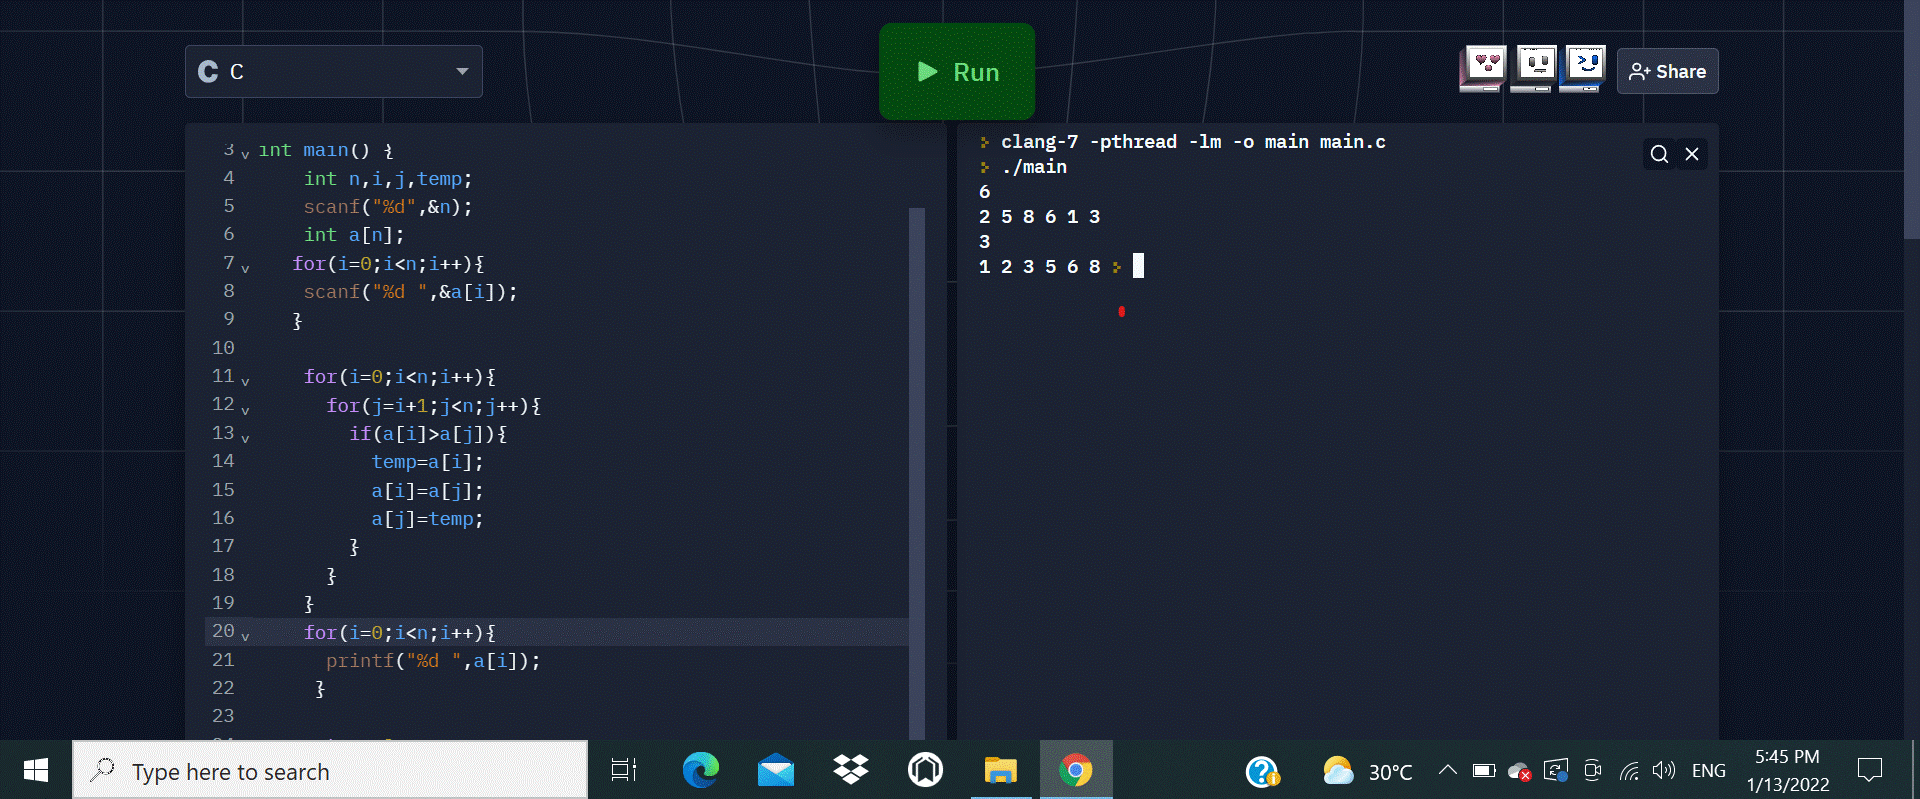 C C
Run
Share
3 int main() {
4 int n,i,j,temp;
5 scanf("%d",&n);
6 int a[n];
7 for(i=0;i<n;i++){
8 scanf("%d ",&a[i]);
9 }
10
11 for(i=0;i<n;i++){
12 for(j=i+1;j<n;j++){
13 if(a[i]>a[j]){
14 temp=a[i];
15 a[i]=a[j];
16 a[j]=temp;
17 }
18 }
19 }
20 for(i=0;i<n;i++){
21 printf("%d ",a[i]);
22 }
23
clang-7 -pthread -lm -o main main.c
./main
6
2 5 8 6 1 3
3
1 2 3 5 6 8
Type here to search
30°C
ENG
5:45 PM
1/13/2022